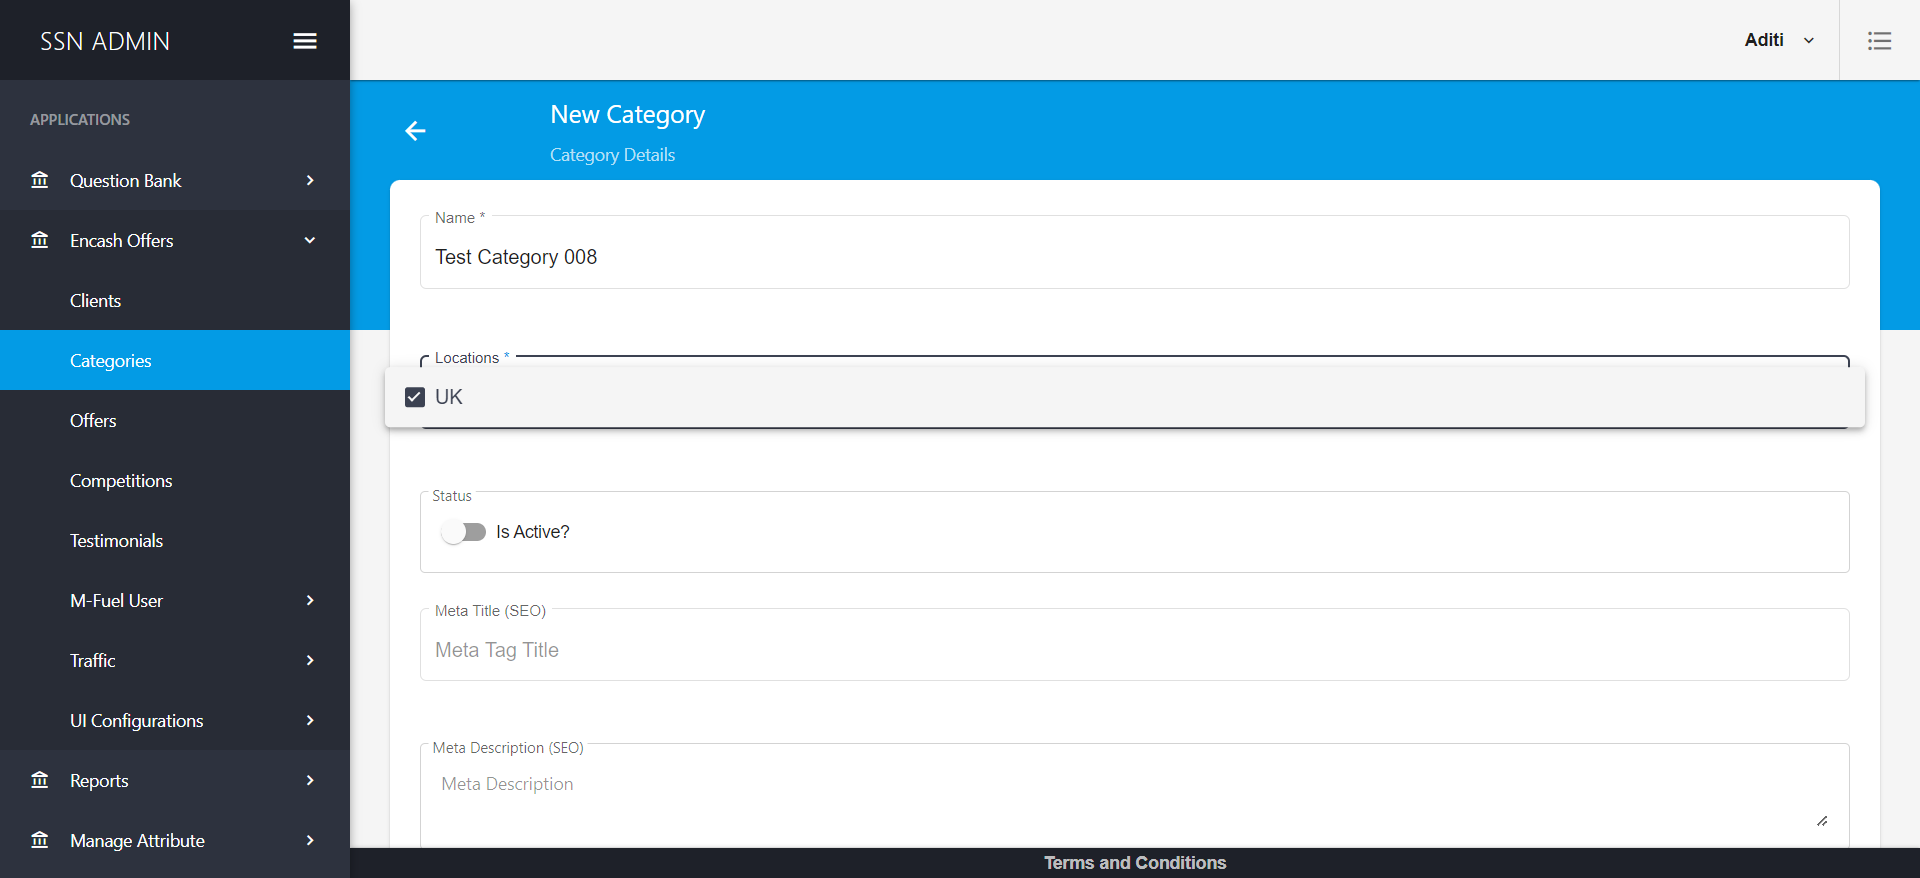 SSN ADMIN
Aditi
APPLICATIONS
Question Bank
Encash Offers
Clients
Categories
Offers
Competitions
Testimonials
M-Fuel User
Traffic
UI Configurations
Reports
Manage Attribute
New Category
Category Details
Name *
Test Category 008
Locations *
UK
Status
Is Active?
Meta Title (SEO)
Meta Tag Title
Meta Description (SEO)
Meta Description
Terms and Conditions